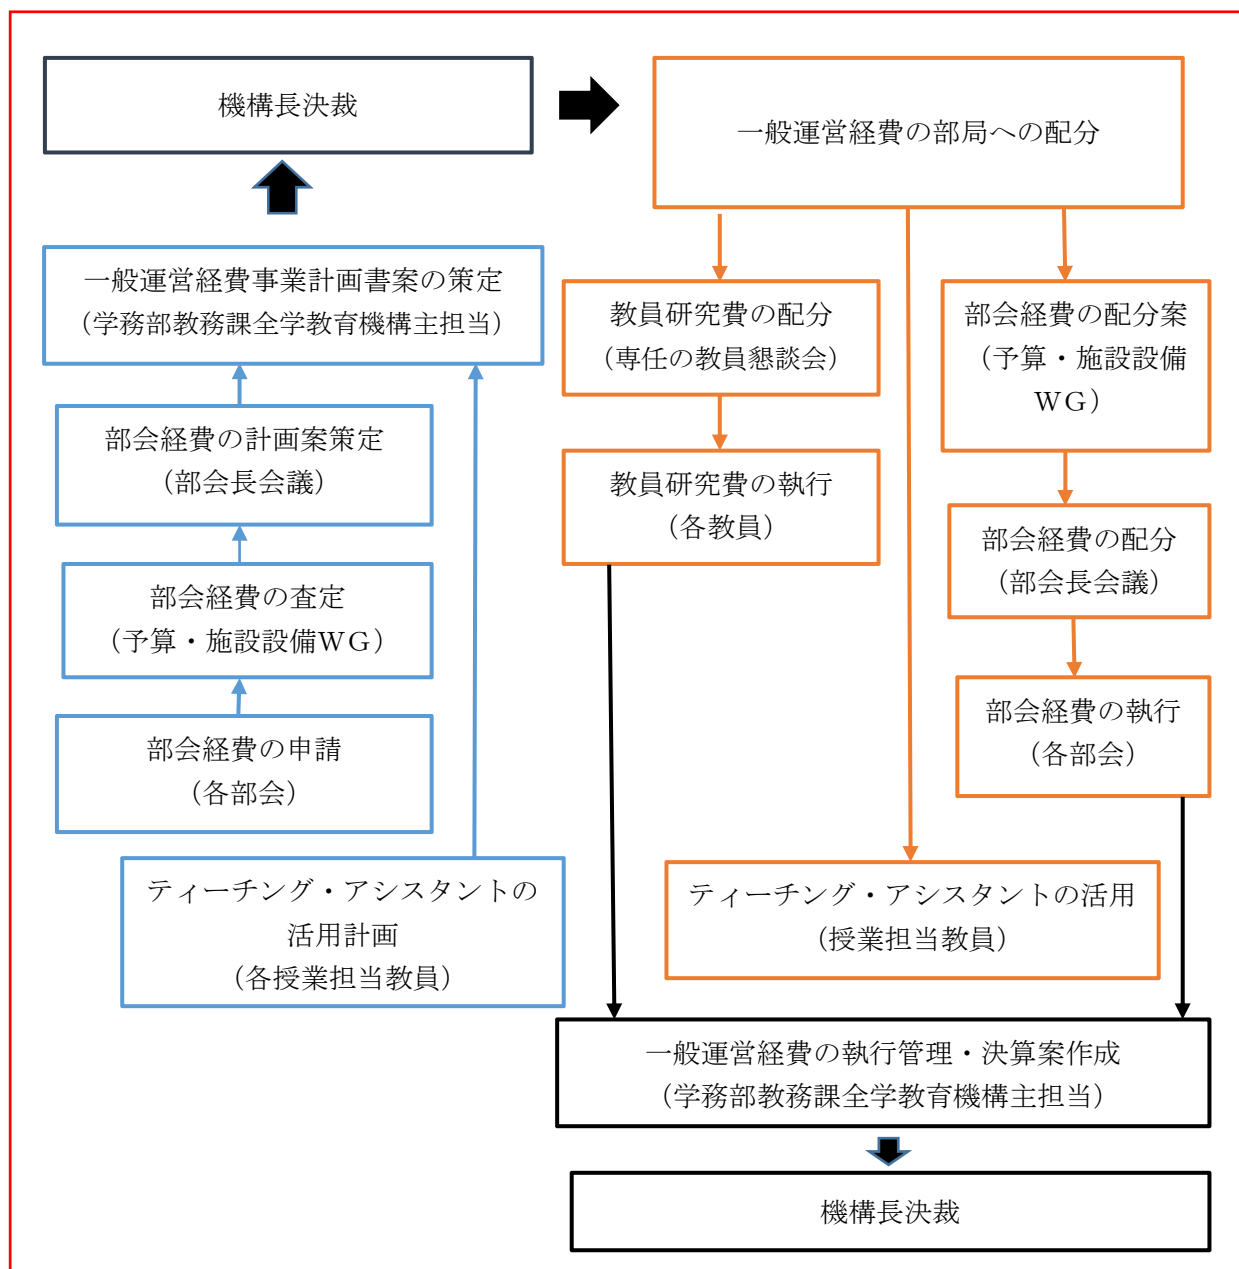 機構長決裁
一般運営経費の部局への配分
一般運営経費事業計画書案の策定
（学務部教務課全学教育機構主担当）
部会経費の計画案策定
（部会長会議）
部会経費の査定
（予算・施設設備WG）
部会経費の申請
（各部会）
ティーチング・アシスタントの
活用計画
（各授業担当教員）
教員研究費の配分
（専任の教員懇談会）
教員研究費の執行
（各教員）
部会経費の配分案
（予算・施設設備
WG）
部会経費の配分
（部会長会議）
部会経費の執行
（各部会）
ティーチング・アシスタントの活用
（授業担当教員）
一般運営経費の執行管理・決算案作成
（学務部教務課全学教育機構主担当）
機構長決裁